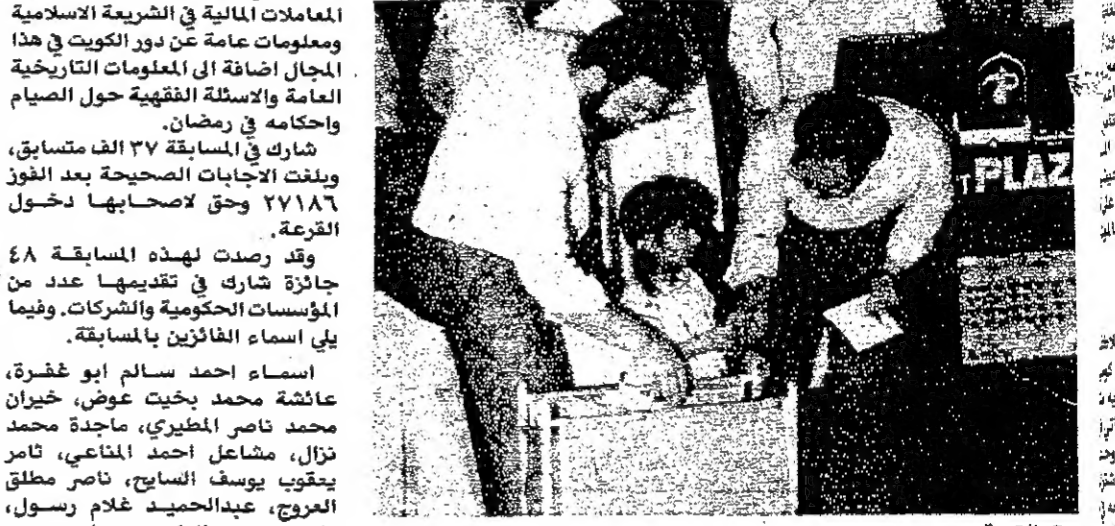 المعاملات المالية في الشريعة الاسلامية
ومعلومات عامة عن دور الكويت في هذا
المجال اضافة الى المعلومات التاريخية
العامة والاسئلة الفقهية حول الصيام
واحكامه في رمضان.
شارك في المسابقة ٣٧ الف متسابق،
وبلغت الاجابات الصحيحة بعد الفوز
٢٧١٨٦ وحق لاصحابها دخول
القرعة.
وقد رصدت لهذه المسابقة ٤٨
جائزة شارك في تقديمها عدد من
المؤسسات الحكومية والشركات. وفيما
يلي اسماء الفائزين بالمسابقة.
اسماء احمد سالم ابو غفرة،
عائشة محمد بخيت عوض، خيران
محمد ناصر المطيري، ماجدة محمد
نزال، مشاعل احمد المناعي، ثامر
يعقوب يوسف السايح، ناصر مطلق
العروج، عبدالحميد غلام رسول،
T PLAZ